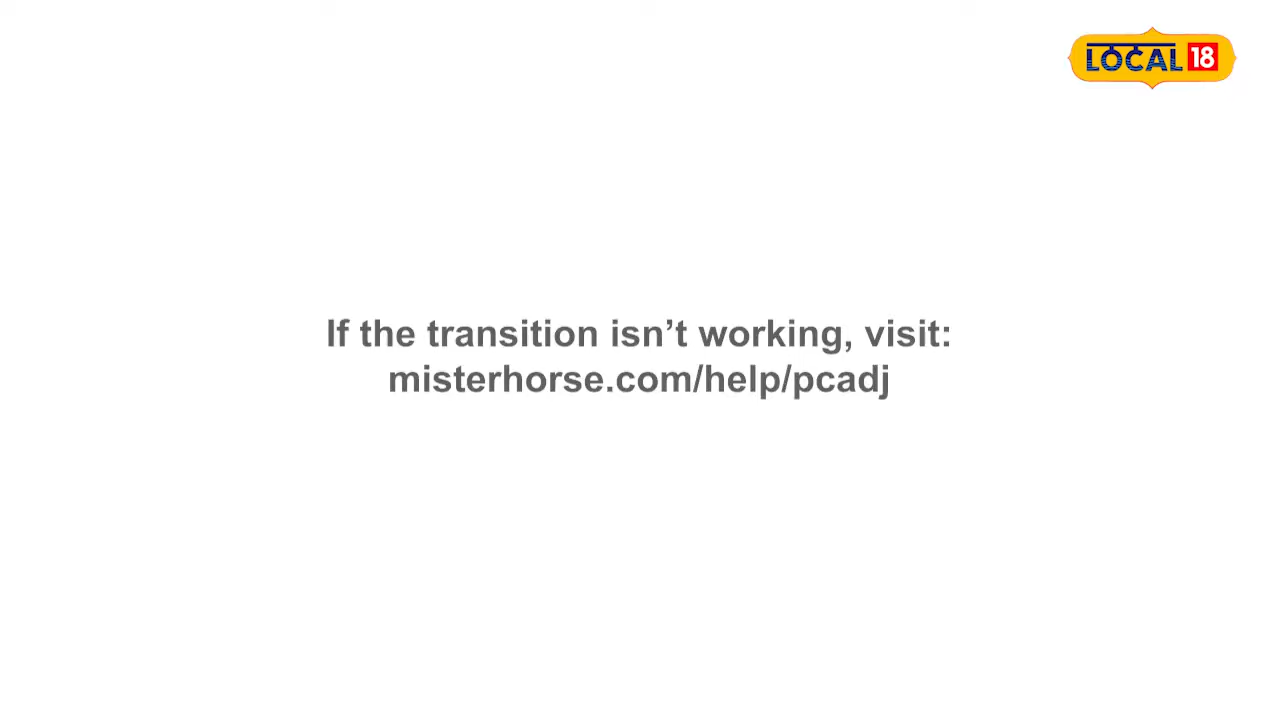 LOCAL 18
If the transition isn’t working, visit:
misterhorse.com/help/pcadj